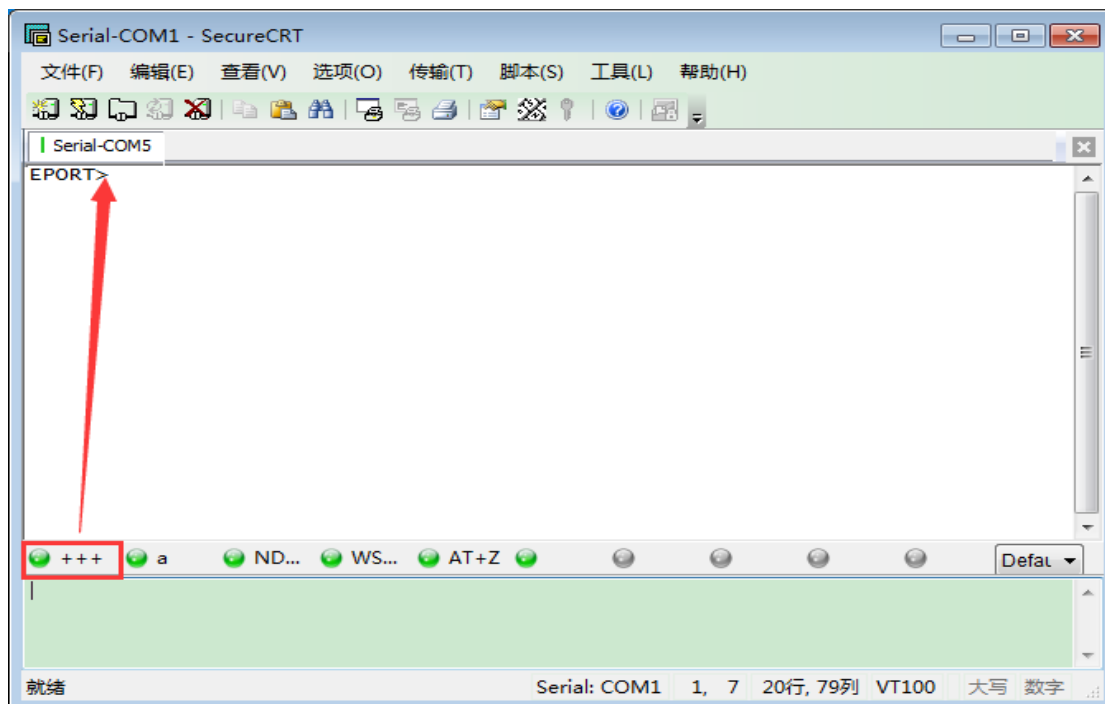 Serial-COM1 - SecureCRT
文件(F) 编辑(E) 查看(V) 选项(O) 传输(T) 脚本(S) 工具(L) 帮助(H)
Serial-COM5
EPORT>
+++ a ND... WS... AT+Z Defau
就绪 Serial: COM1 1, 7 20行, 79列 VT100 大写 数字